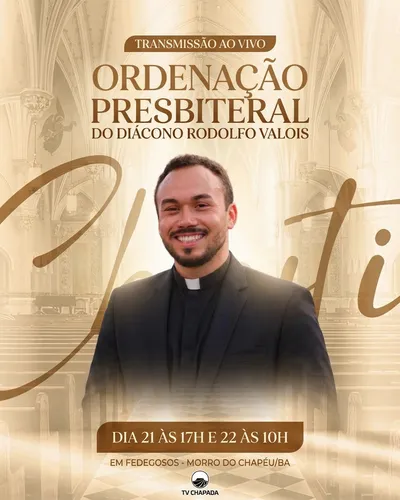 TRANSMISSÃO AO VIVO
ORDENAÇÃO
PRESBITERAL
DO DIÁCONO RODOLFO VALOIS
DIA 21 ÀS 17H E 22 ÀS 10H
EM FEDEGOSOS - MORRO DO CHAPÉU/BA
TV CHAPADA